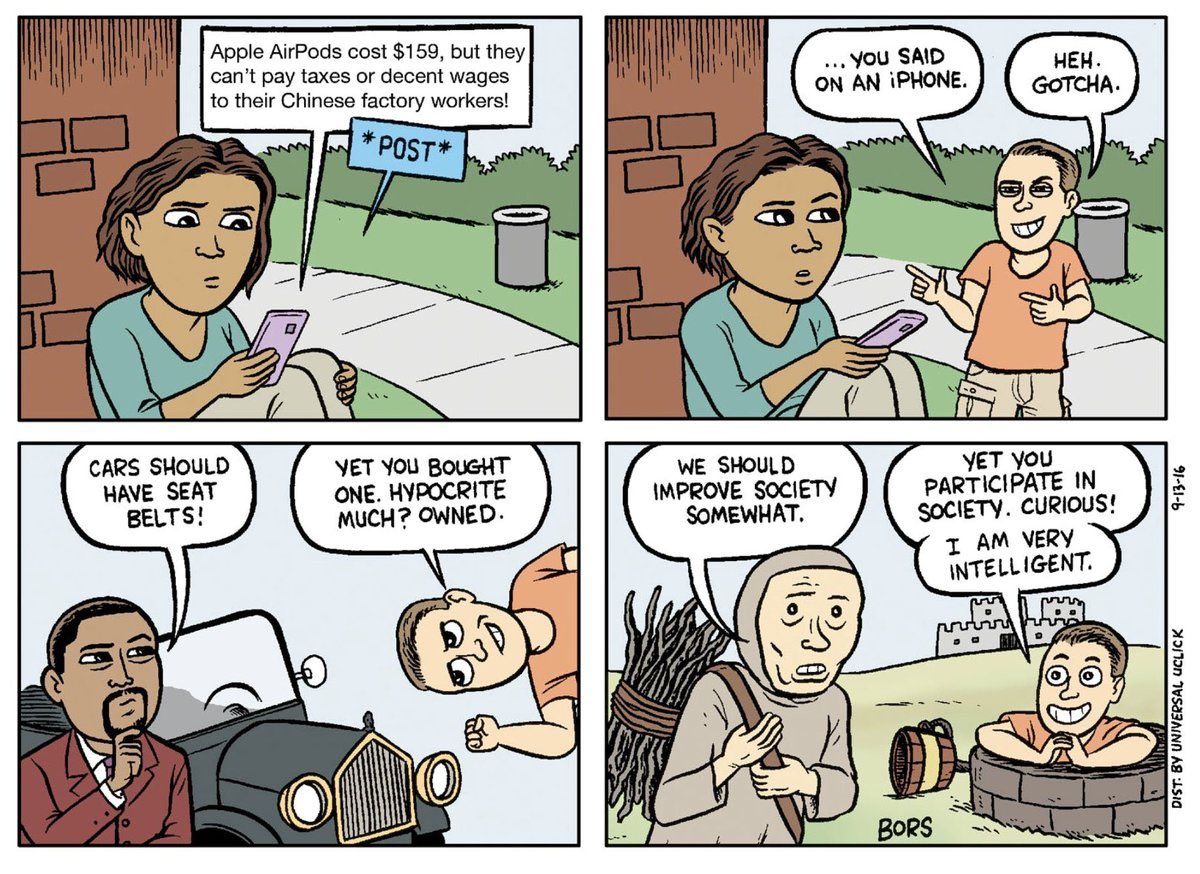 Apple AirPods cost $159, but they
can't pay taxes or decent wages
to their Chinese factory workers!
*POST*
...YOU SAID
ON AN iPHONE.
HEH.
GOTCHA.
CARS SHOULD
HAVE SEAT
BELTS!
YET YOU BOUGHT
ONE. HYPOCRITE
MUCH? OWNED.
WE SHOULD
IMPROVE SOCIETY
SOMEWHAT.
YET YOU
PARTICIPATE IN
SOCIETY. CURIOUS!
I AM VERY
INTELLIGENT.
BORS
9-13-16
DIST. BY UNIVERSAL UCLICK